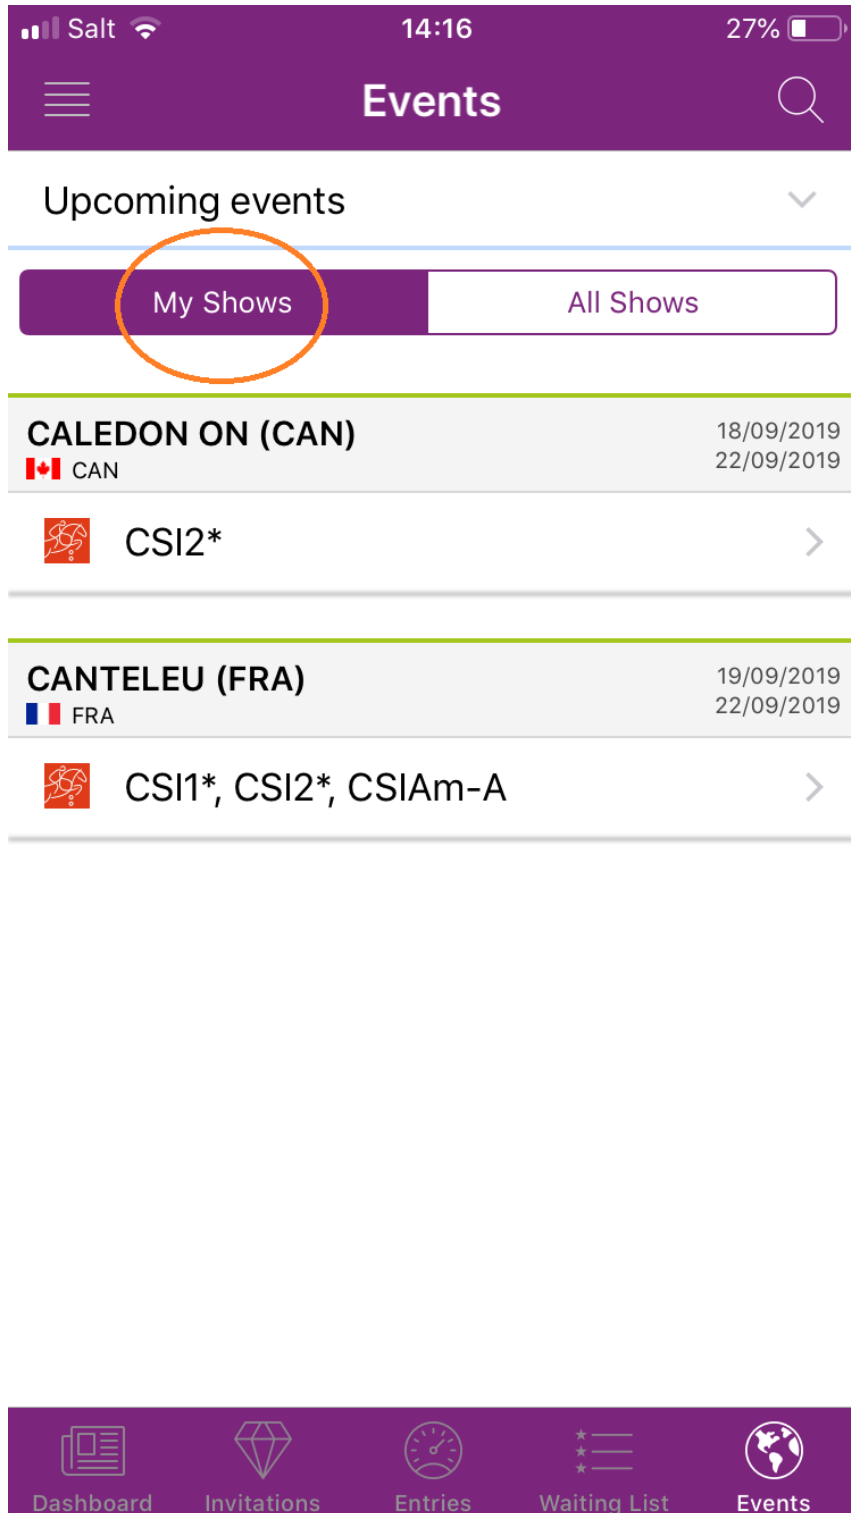 Salt 14:16 27%
Events
Upcoming events
My Shows All Shows
CALEDON ON (CAN) 18/09/2019
CAN 22/09/2019
CSI2*
CANTELEU (FRA) 19/09/2019
FRA 22/09/2019
CSI1*, CSI2*, CSIAm-A
Dashboard Invitations Entries Waiting List Events